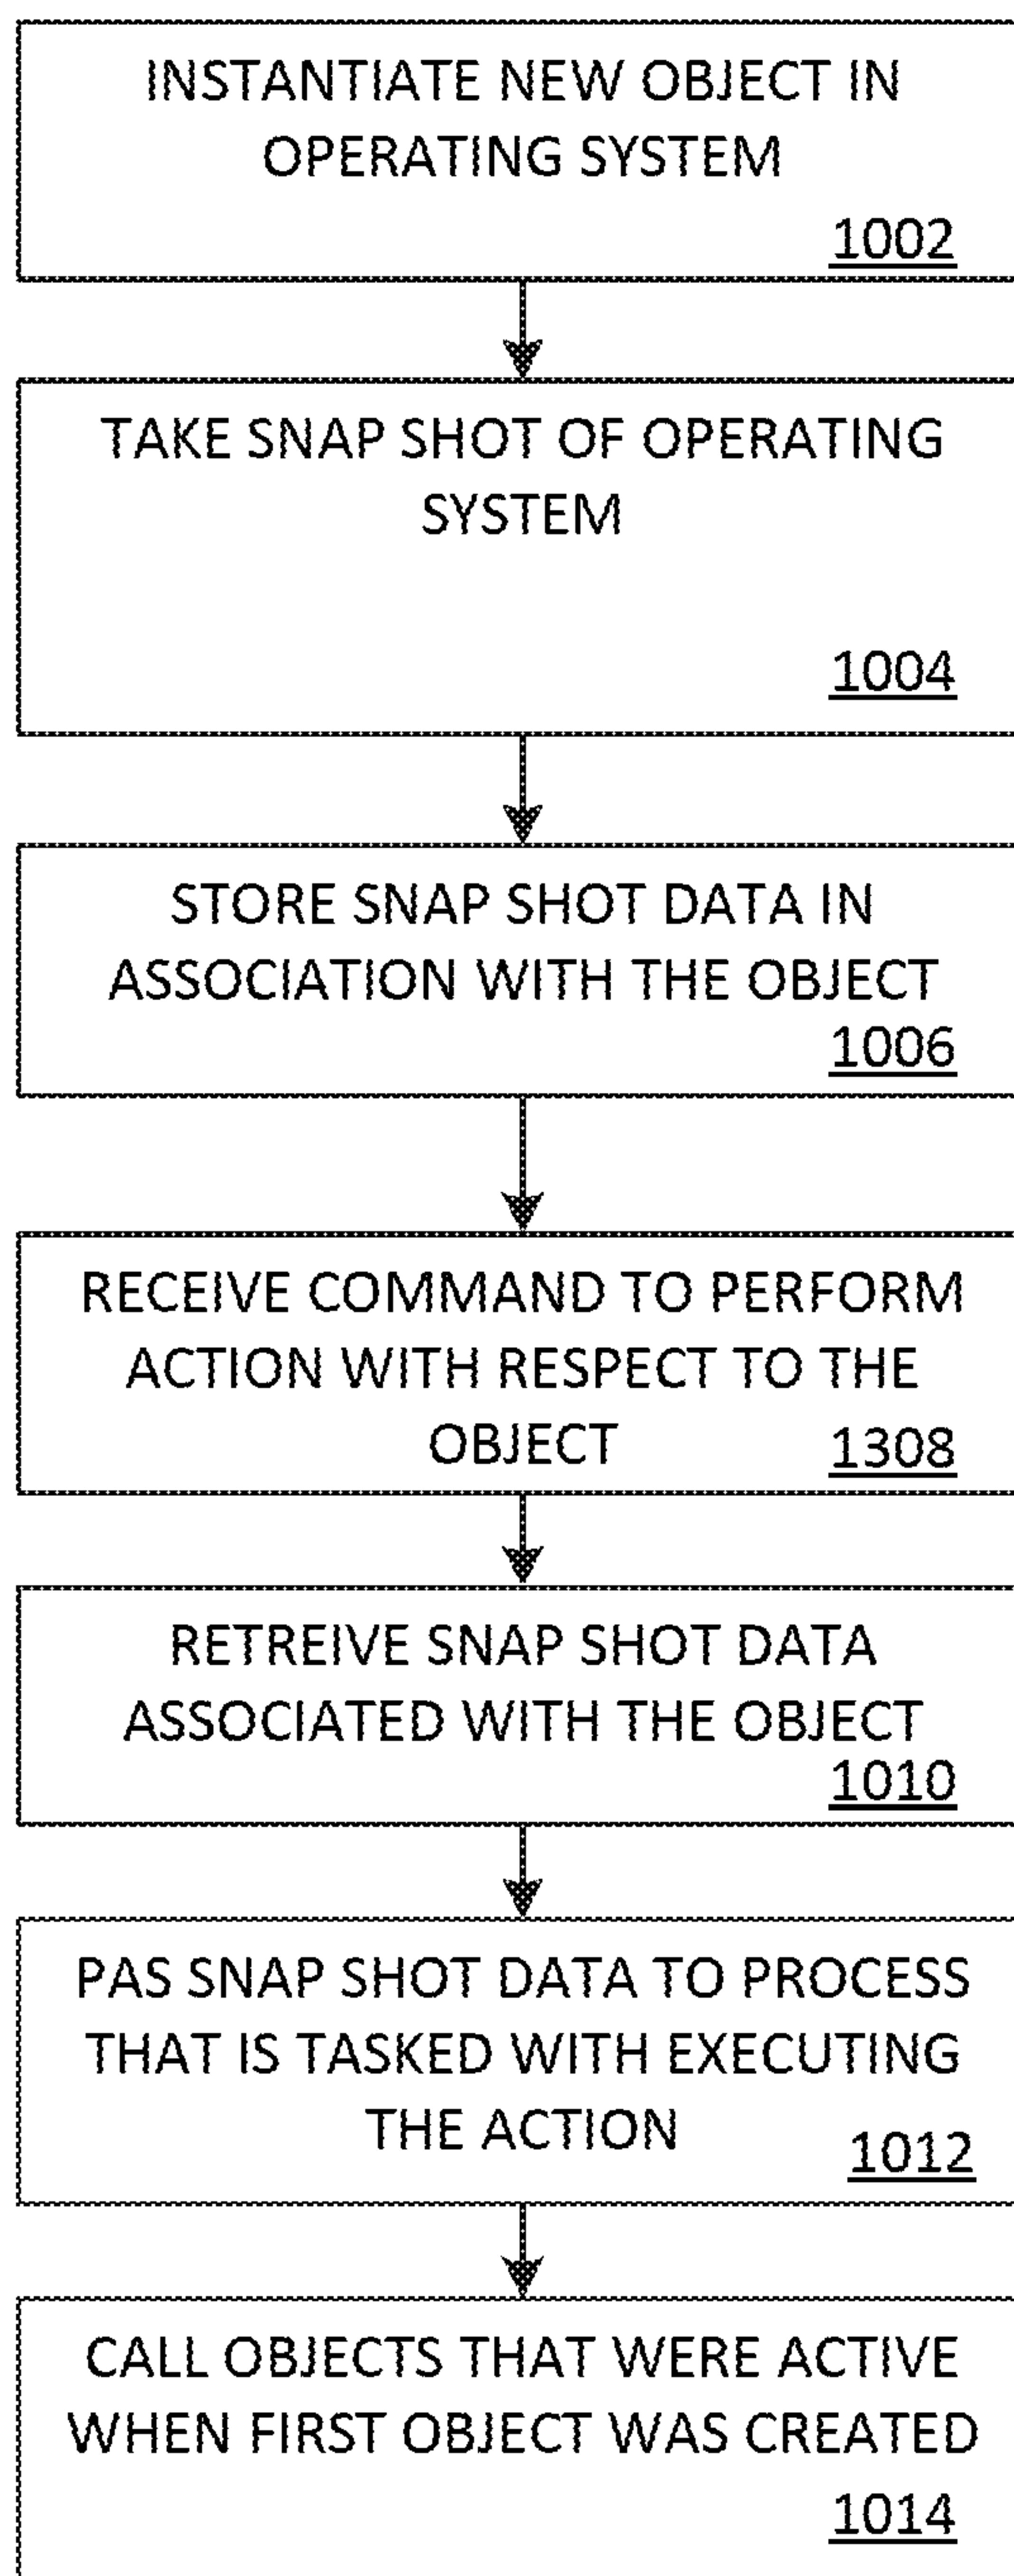 INSTANTIATE NEW OBJECT IN
OPERATING SYSTEM
1002
TAKE SNAP SHOT OF OPERATING
SYSTEM
1004
STORE SNAP SHOT DATA IN
ASSOCIATION WITH THE OBJECT
1006
RECEIVE COMMAND TO PERFORM
ACTION WITH RESPECT TO THE
OBJECT 1308
RETREIVE SNAP SHOT DATA
ASSOCIATED WITH THE OBJECT
1010
PAS SNAP SHOT DATA TO PROCESS
THAT IS TASKED WITH EXECUTING
THE ACTION
1012
CALL OBJECTS THAT WERE ACTIVE
WHEN FIRST OBJECT WAS CREATED
1014